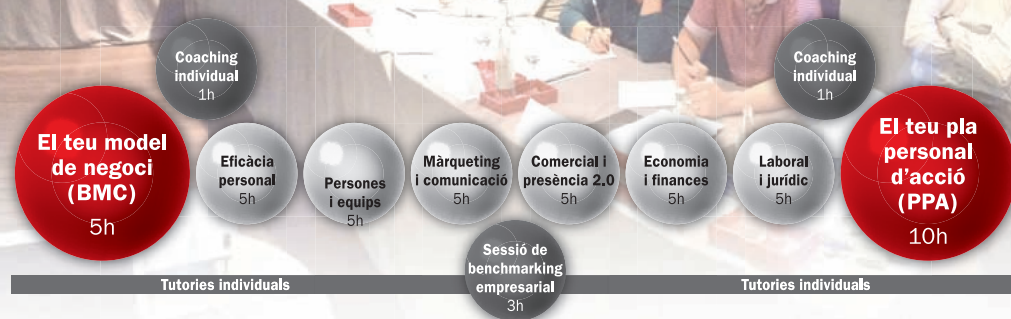 Coaching
individual
1h
Coaching
individual
1h
El teu model
de negoci
(BMC)
5h
Eficàcia
personal
5h
Persones
i equips
5h
Màrqueting
i comunicació
5h
Comercial i
presència 2.0
5h
Economia
i finances
5h
Laboral
i jurídic
5h
El teu pla
personal
d’acció
(PPA)
10h
Sessió de
benchmarking
empresarial
3h
Tutories individuals
Tutories individuals